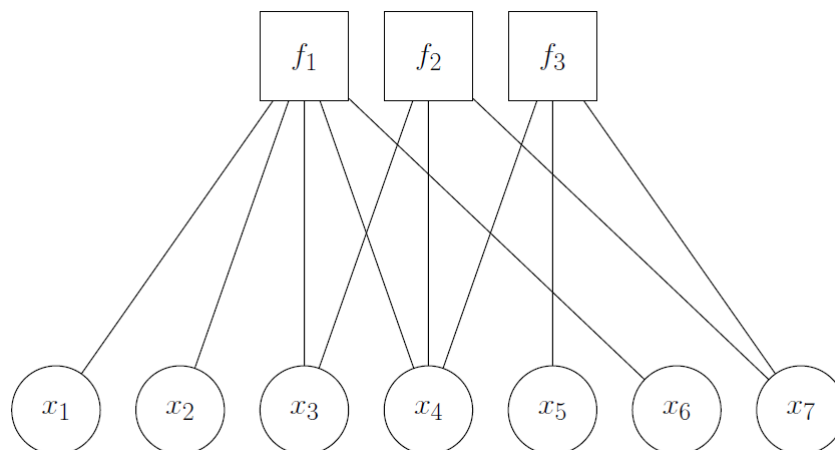 f₁ f₂ f₃
x₁ x₂ x₃ x₄ x₅ x₆ x₇